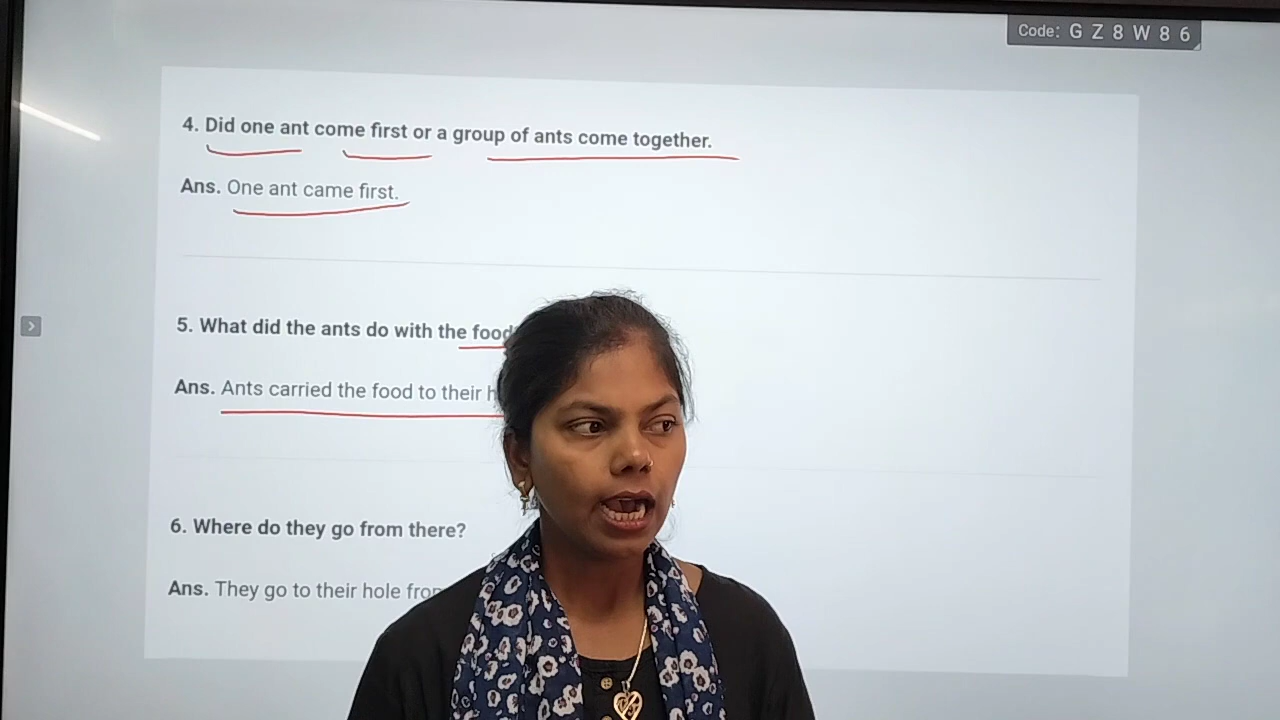 Code: G Z 8 W 8 6
4. Did one ant come first or a group of ants come together.
Ans. One ant came first.
5. What did the ants do with the food
Ans. Ants carried the food to their
6. Where do they go from there?
Ans. They go to their hole